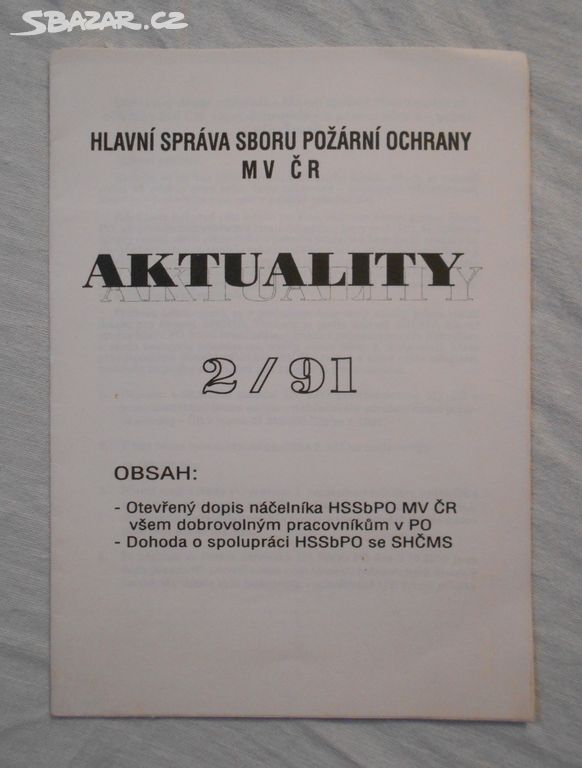 SBAZAR.CZ
HLAVNÍ SPRÁVA SBORU POŽÁRNÍ OCHRANY
MV ČR
AKTUALITY
2/91
OBSAH:
- Otevřený dopis náčelníka HSSbPO MV ČR
všem dobrovolným pracovníkům v PO
- Dohoda o spolupráci HSSbPO se SHČMS